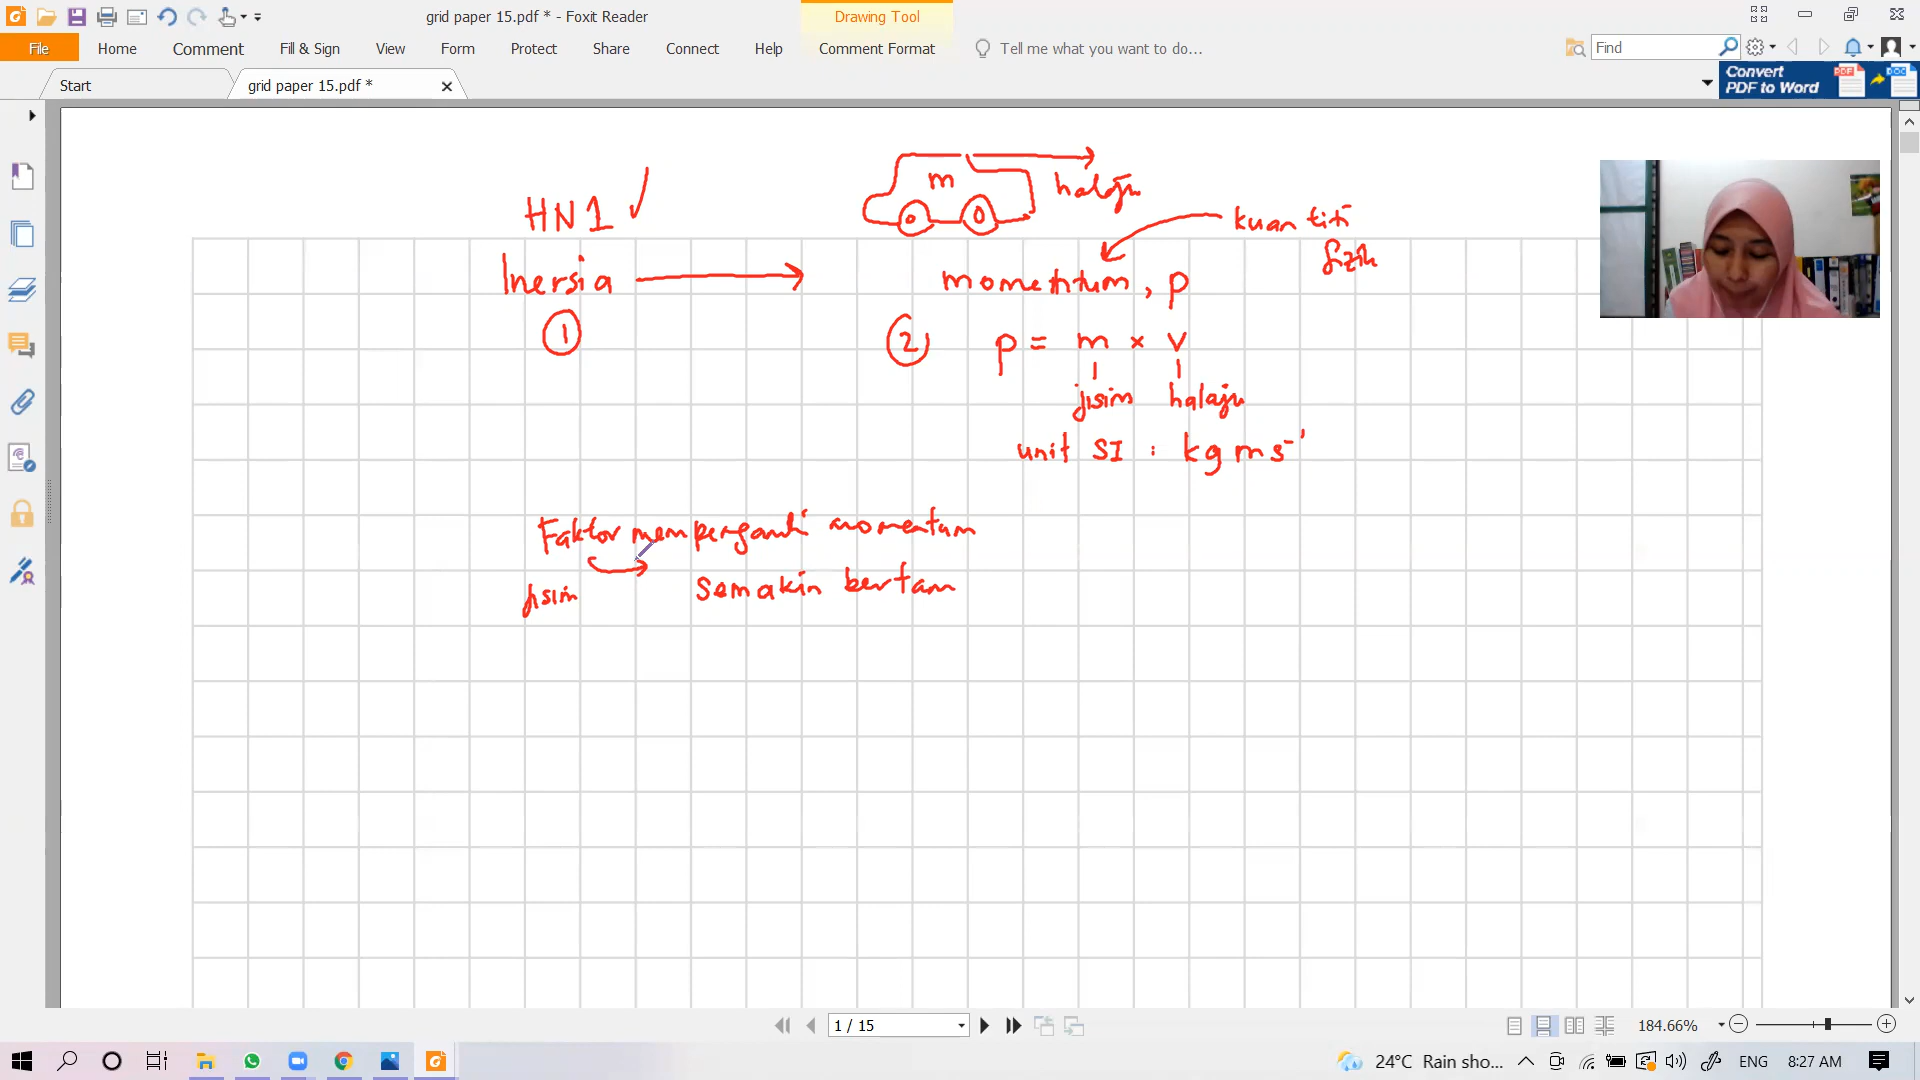 grid paper 15.pdf * - Foxit Reader
Drawing Tool
File Home Comment Fill & Sign View Form Protect Share Connect Help Comment Format Tell me what you want to do... Find
Start grid paper 15.pdf *
Convert
PDF to Word
HN1 ✓
m
halaju
kuantiti
fizik
Inersia
momentum, p
1
2 p = m × v
jisim halaju
unit SI : kg m s⁻¹
Faktor mempengaruhi momentum
jisim semakin bertam
1 / 15
184.66%
24°C Rain sho... ENG 8:27 AM